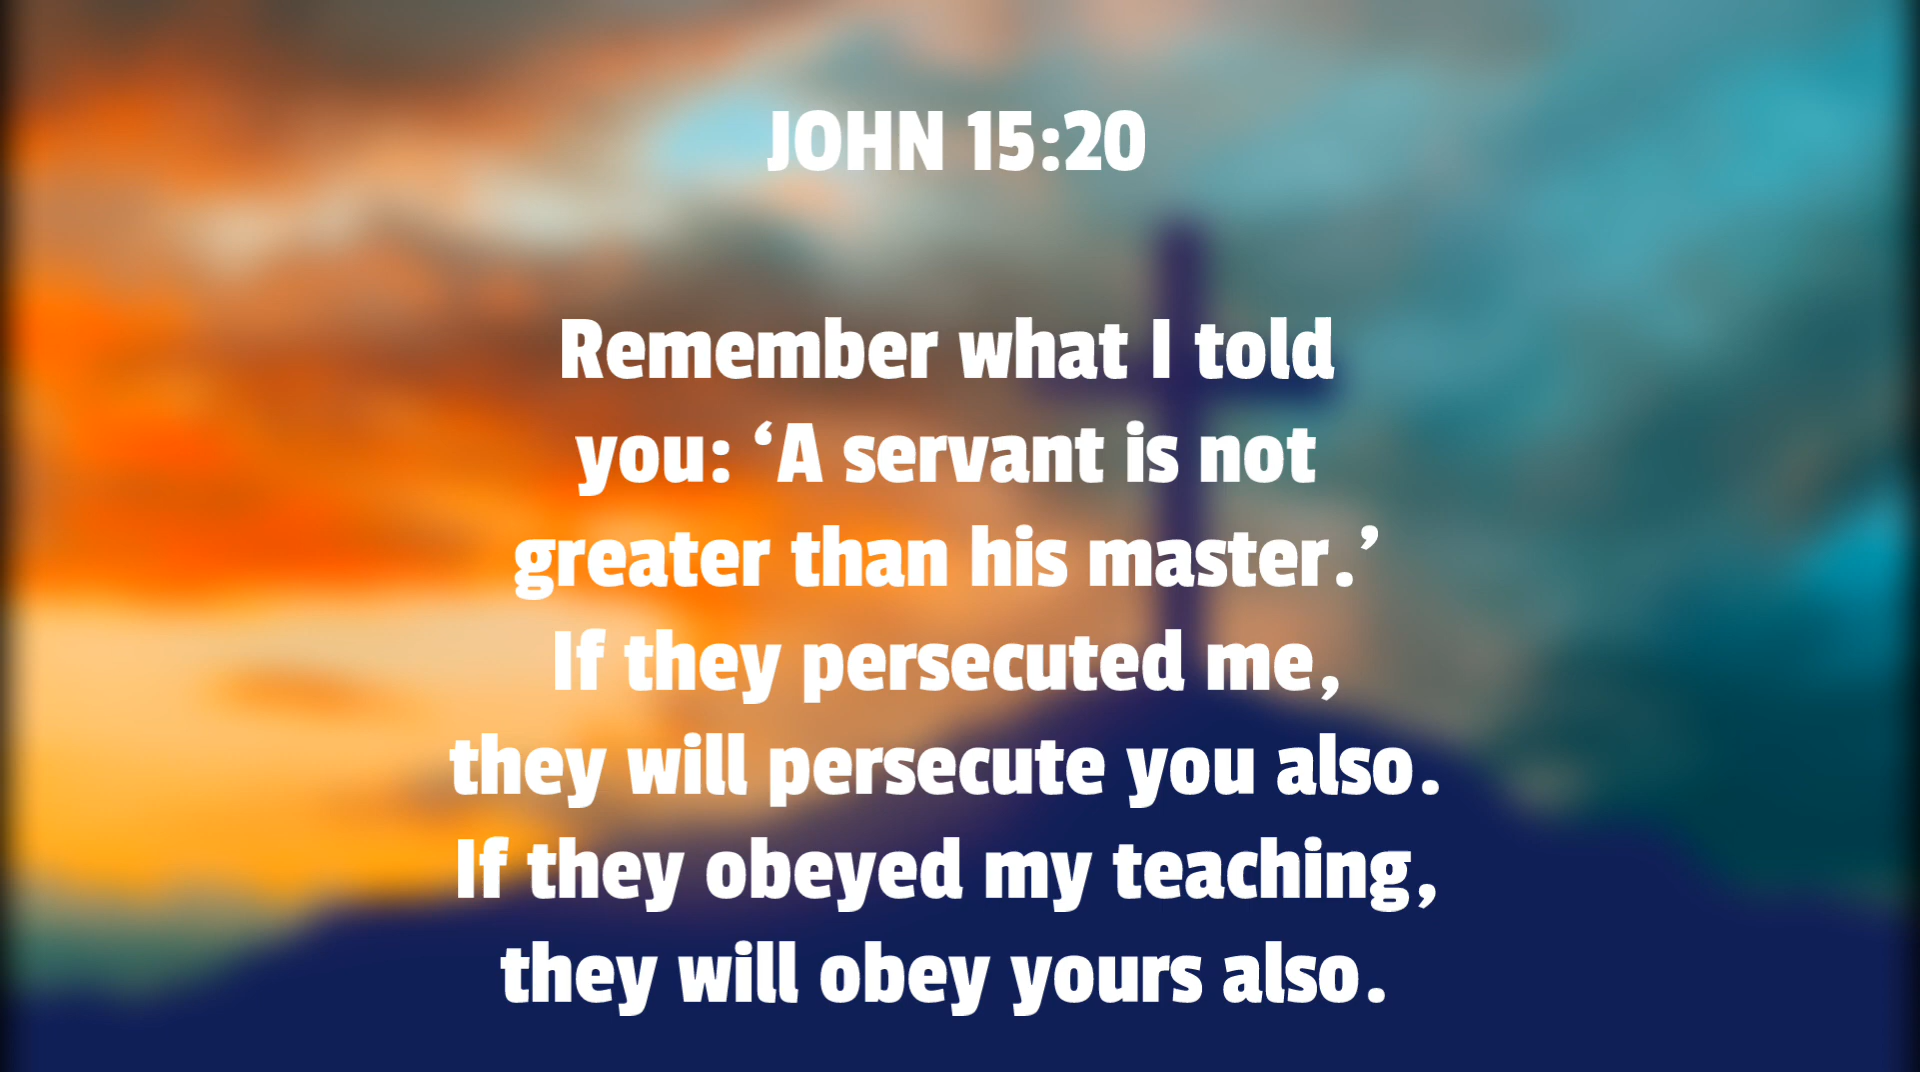 JOHN 15:20
Remember what I told
you: ‘A servant is not
greater than his master.’
If they persecuted me,
they will persecute you also.
If they obeyed my teaching,
they will obey yours also.